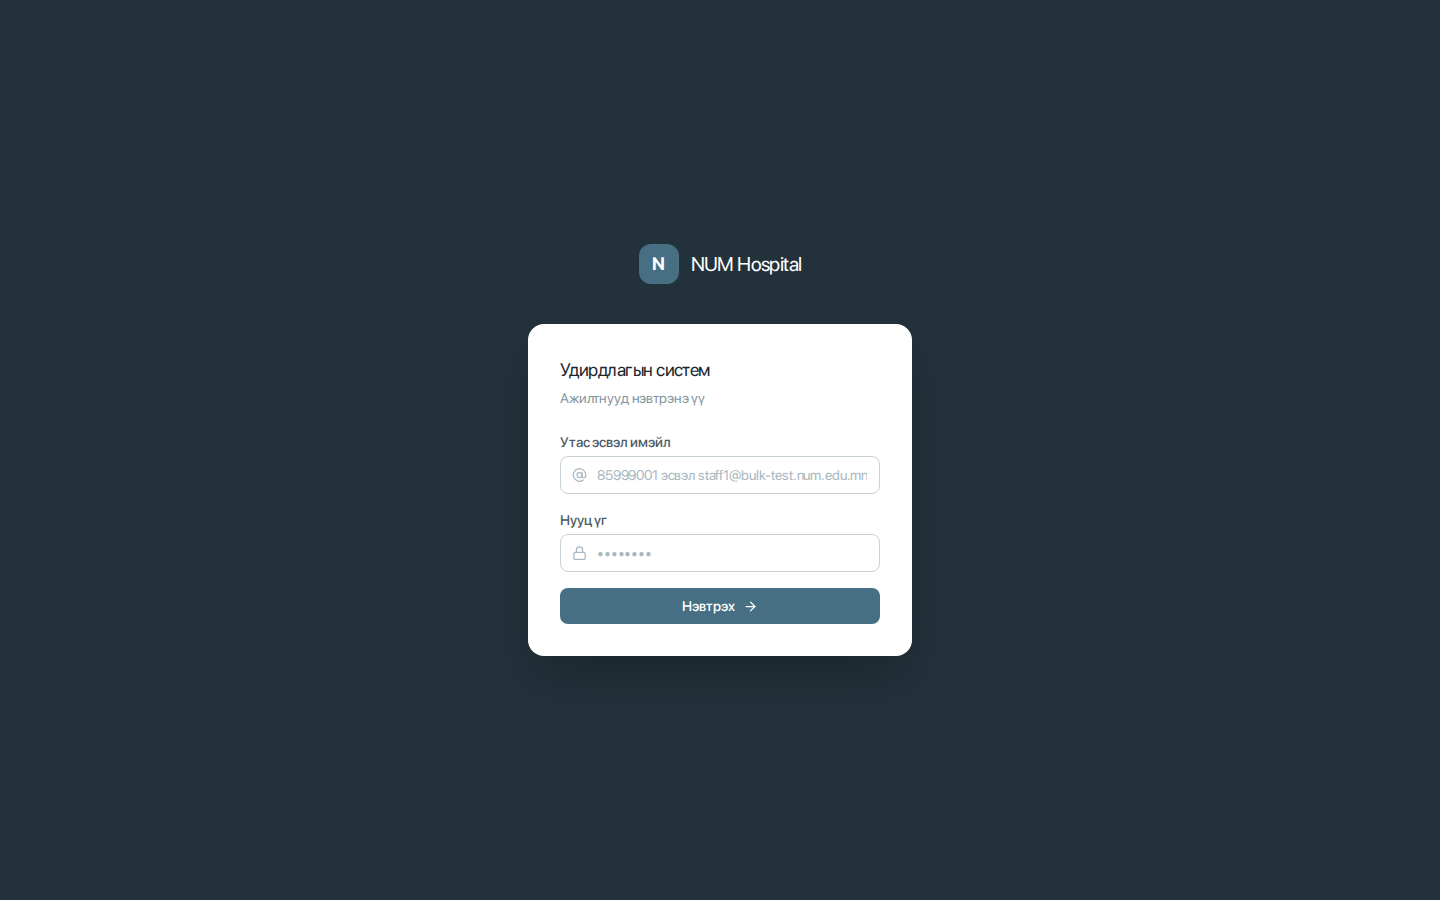 N NUM Hospital
Удирдлагын систем
Ажилтнууд нэвтрэнэ үү
Утас эсвэл имэйл
85999001 эсвэл staff1@bulk-test.num.edu.mn
Нууц үг
••••••••
Нэвтрэх →